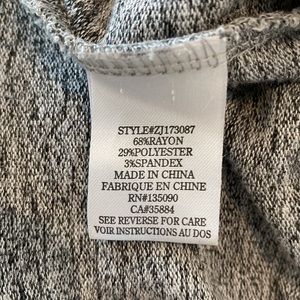 STYLE#ZJ173087
68%RAYON
29%POLYESTER
3%SPANDEX
MADE IN CHINA
FABRIQUE EN CHINE
RN#135090
CA#35884
SEE REVERSE FOR CARE
VOIR INSTRUCTIONS AU DOS